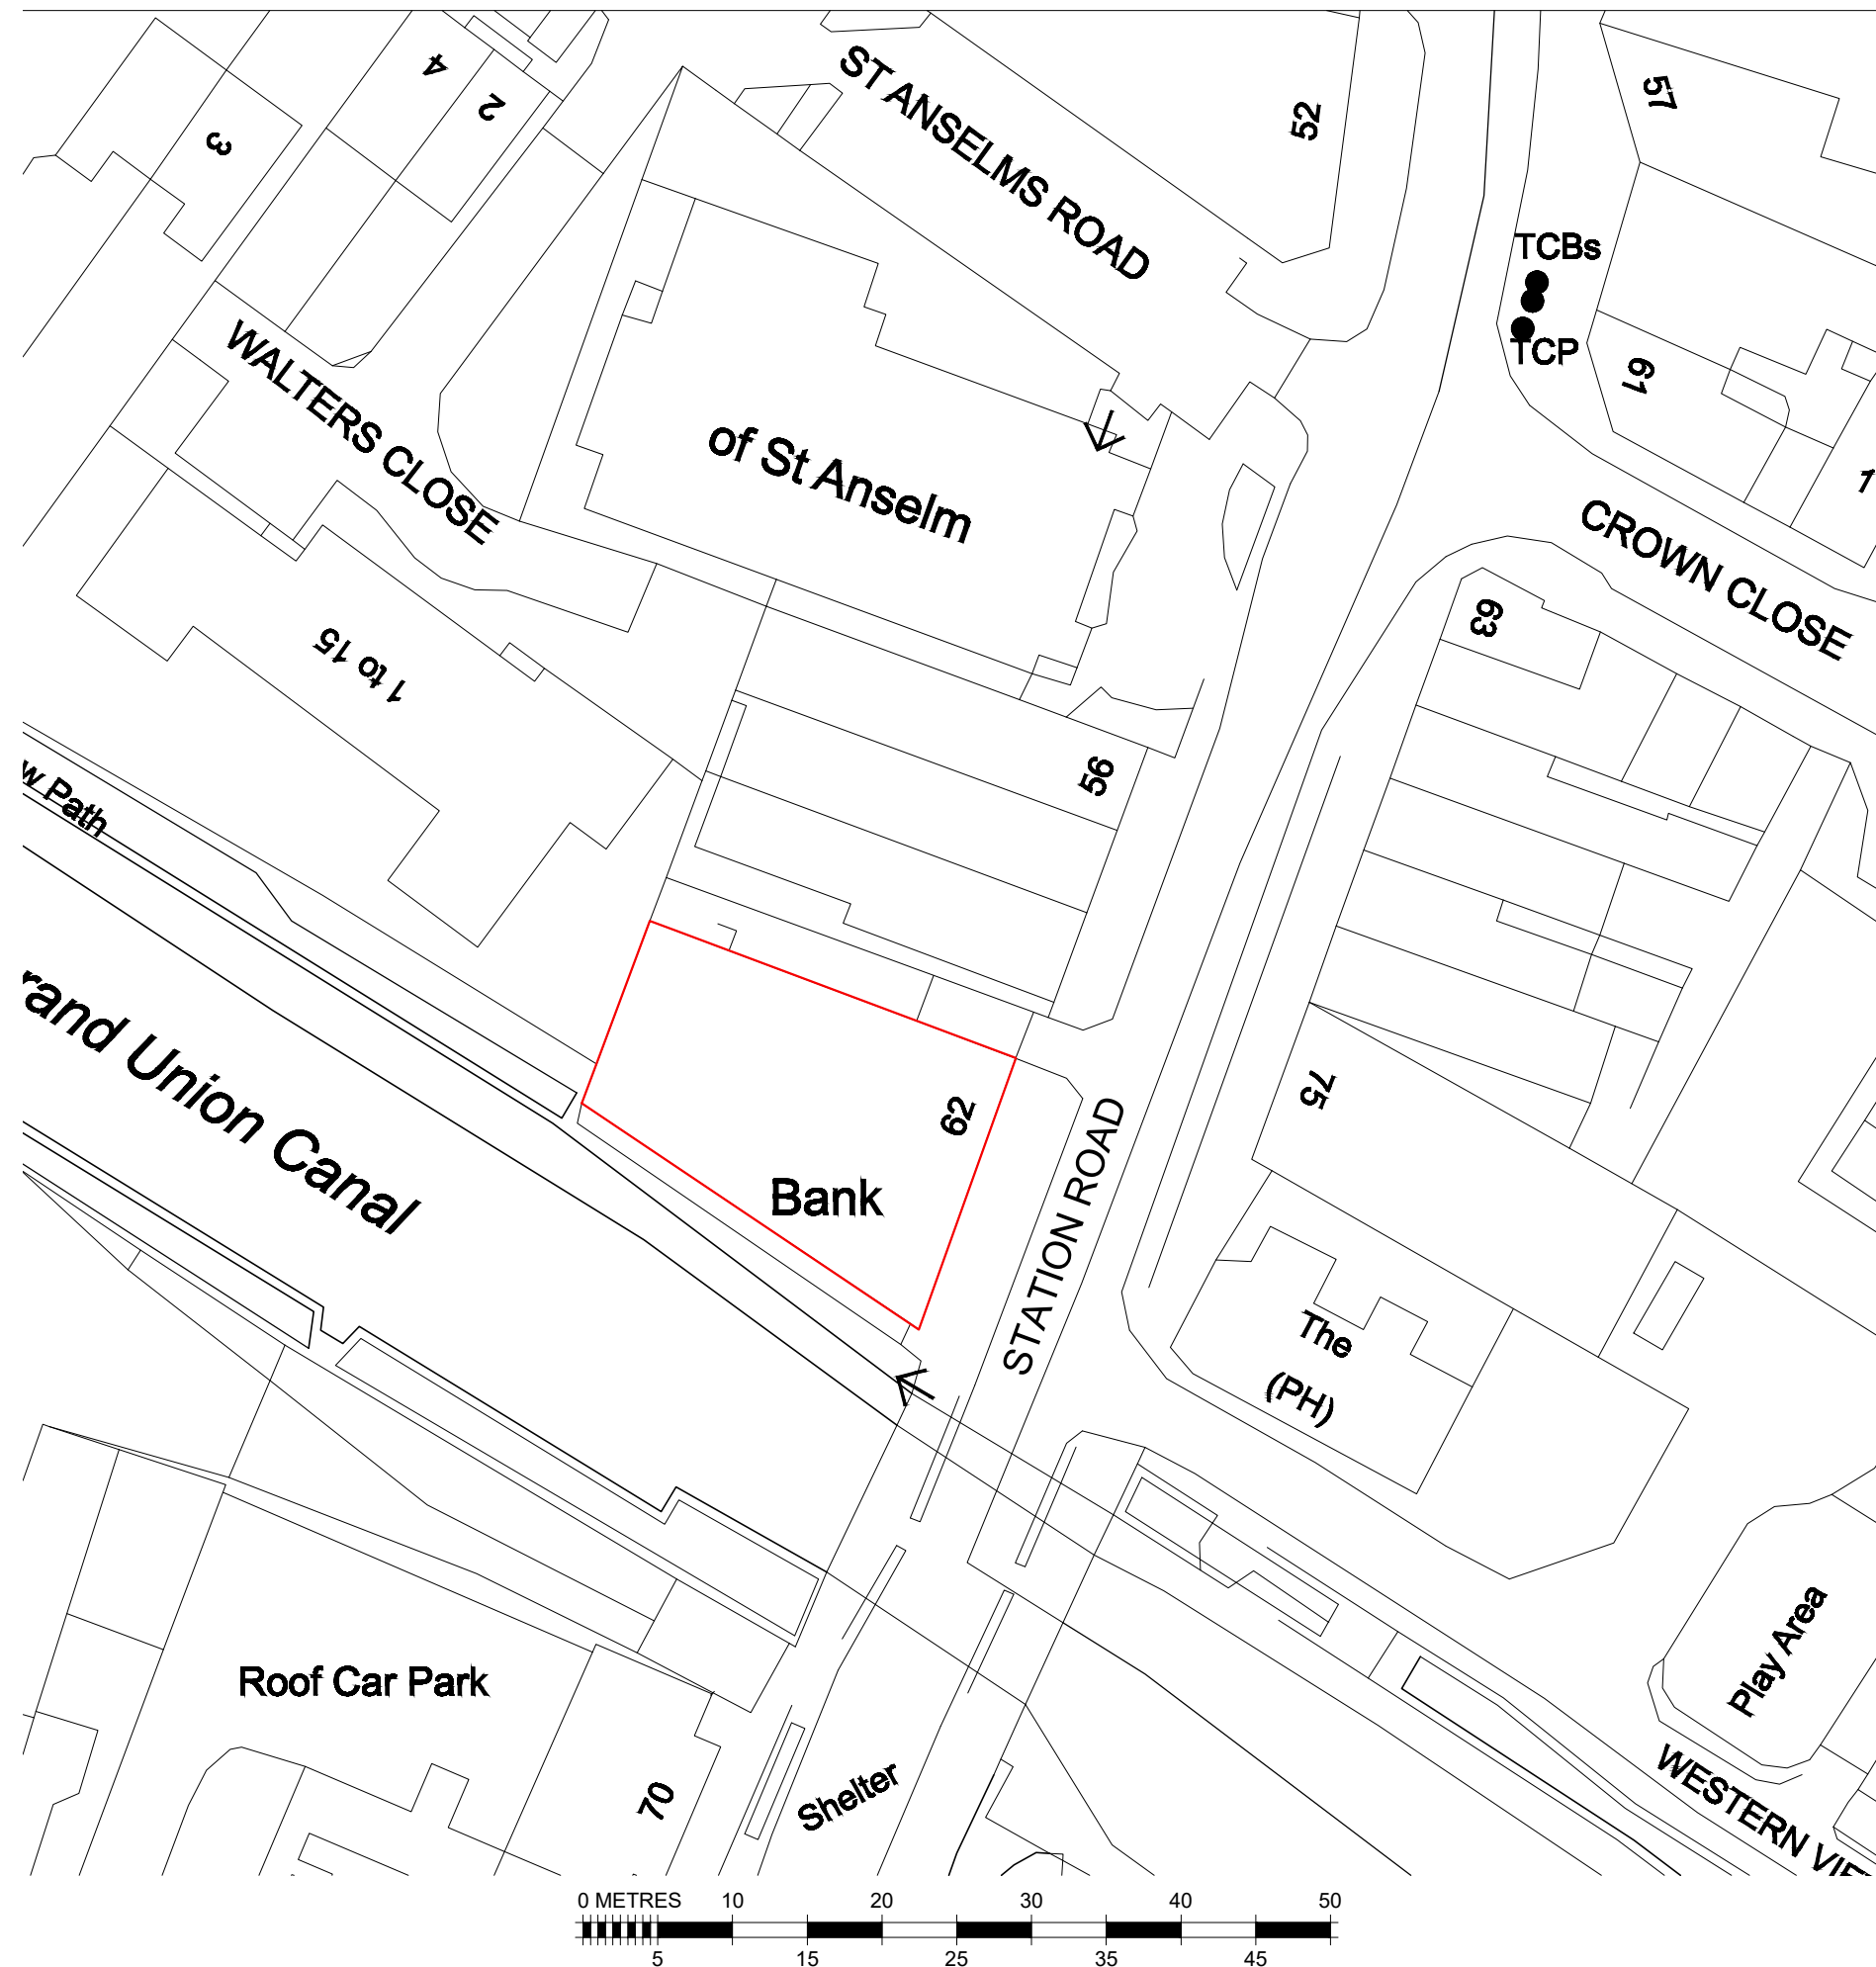 ST ANSELMS ROAD
52
57
4
2
3
TCBs
TCP
61
1
WALTERS CLOSE
of St Anselm
CROWN CLOSE
63
1 to 15
56
w Path
rand Union Canal
62
Bank
75
STATION ROAD
The
(PH)
Play Area
Roof Car Park
70
Shelter
WESTERN VIE
0 METRES 10 20 30 40 50
5 15 25 35 45